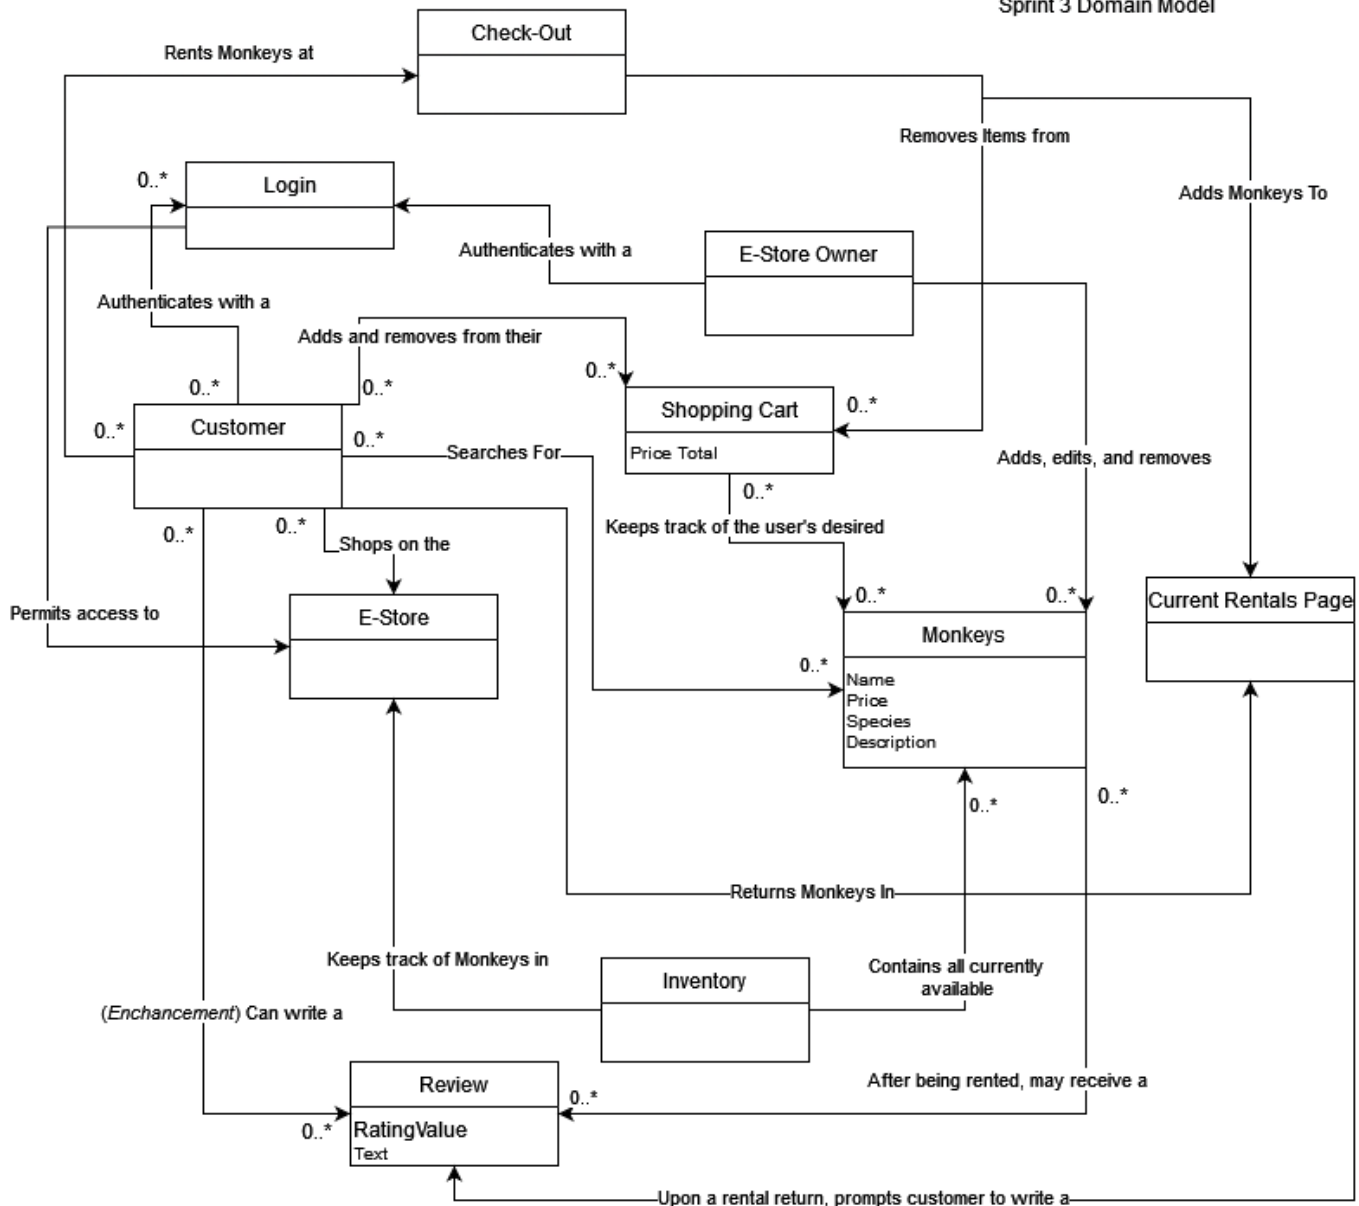 Sprint 3 Domain Model
Check-Out
Rents Monkeys at
Removes Items from
0..*
Login
Adds Monkeys To
Authenticates with a
E-Store Owner
Authenticates with a
Adds and removes from their
0..*
0..*
0..*
Shopping Cart
0..*
Customer
0..*
0..*
Searches For
Price Total
Adds, edits, and removes
0..*
0..*
0..*
Keeps track of the user's desired
Shops on the
0..*
0..*
Current Rentals Page
Permits access to
E-Store
Monkeys
0..*
Name
Price
Species
Description
0..*
0..*
Returns Monkeys In
Keeps track of Monkeys in
Contains all currently
available
Inventory
(Enchancement) Can write a
Review
After being rented, may receive a
0..*
0..*
RatingValue
Text
Upon a rental return, prompts customer to write a